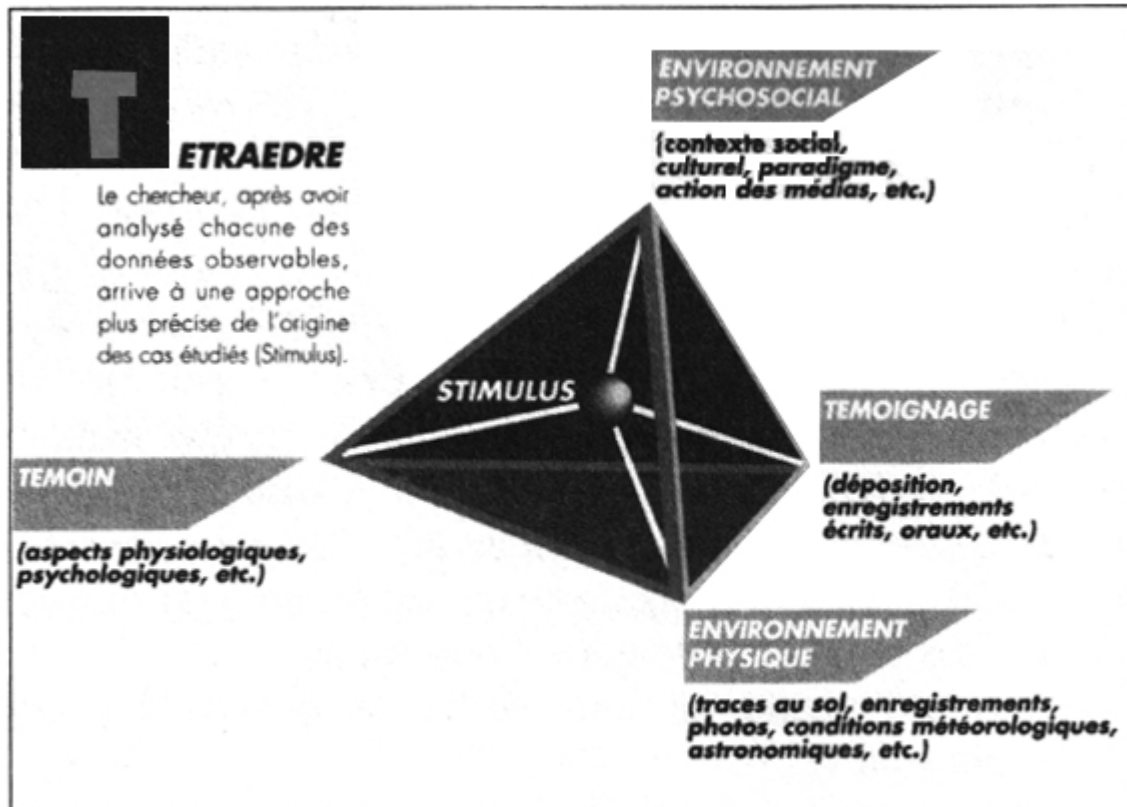 TETRAEDRE
Le chercheur, après avoir
analysé chacune des
données observables,
arrive à une approche
plus précise de l'origine
des cas étudiés (Stimulus).
ENVIRONNEMENT
PSYCHOSOCIAL
(contexte social,
culturel, paradigme,
action des médias, etc.)
STIMULUS
TEMOIGNAGE
(déposition,
enregistrements
écrits, oraux, etc.)
TEMOIN
(aspects physiologiques,
psychologiques, etc.)
ENVIRONNEMENT
PHYSIQUE
(traces au sol, enregistrements,
photos, conditions météorologiques,
astronomiques, etc.)